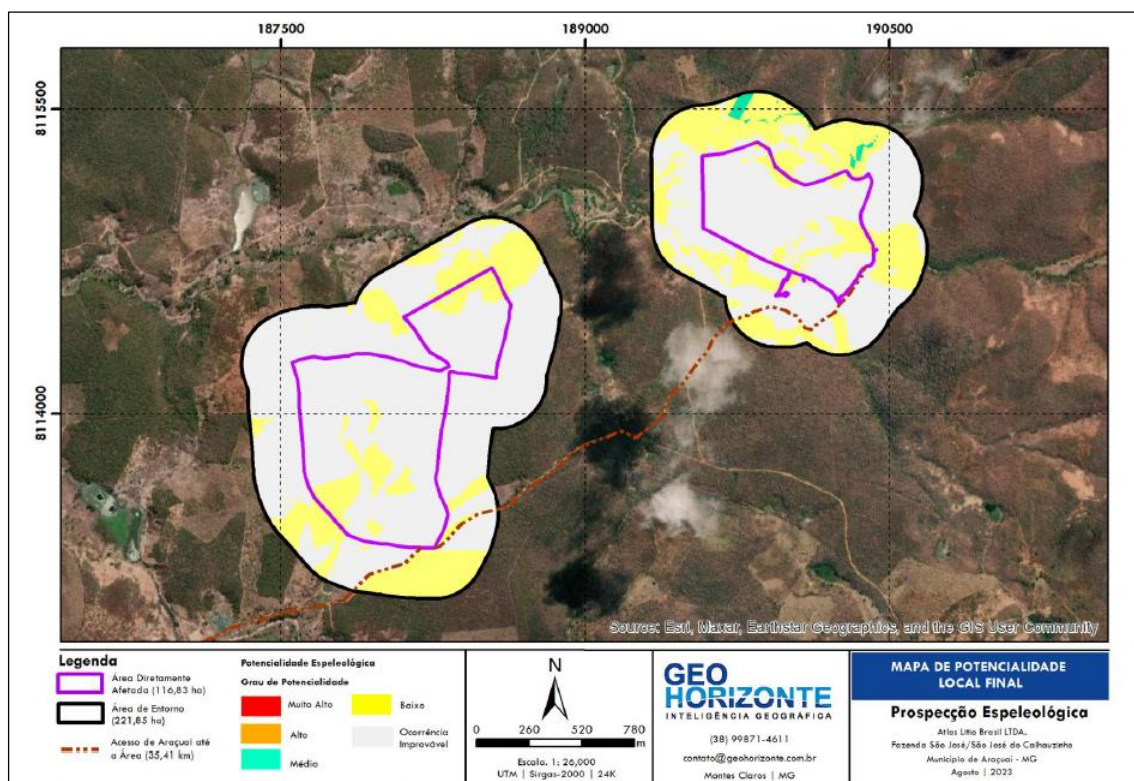 187500 189000 190500
8115500
8114000
Source: Esri, Maxar, Earthstar Geographics, and the GIS User Community
Legenda
Área Diretamente
Afetada (116,83 ha)
Área de Entorno
(221,85 ha)
Acesso de Araçuaí até
a Área (35,41 km)
Potencialidade Espeleológica
Grau de Potencialidade
Muito Alto
Alto
Médio
Baixo
Ocorrência
Improvável
N
0 260 520 780
m
Escala. 1: 26,000
UTM | Sirgas-2000 | 24K
GEO
HORIZONTE
INTELIGÊNCIA GEOGRÁFICA
(38) 99871-4611
contato@geohorizonte.com.br
Montes Claros | MG
MAPA DE POTENCIALIDADE
LOCAL FINAL
Prospecção Espeleológica
Atlas Lítio Brasil LTDA.
Fazenda São José/São José do Calhauzinho
Município de Araçuaí - MG
Agosto | 2023